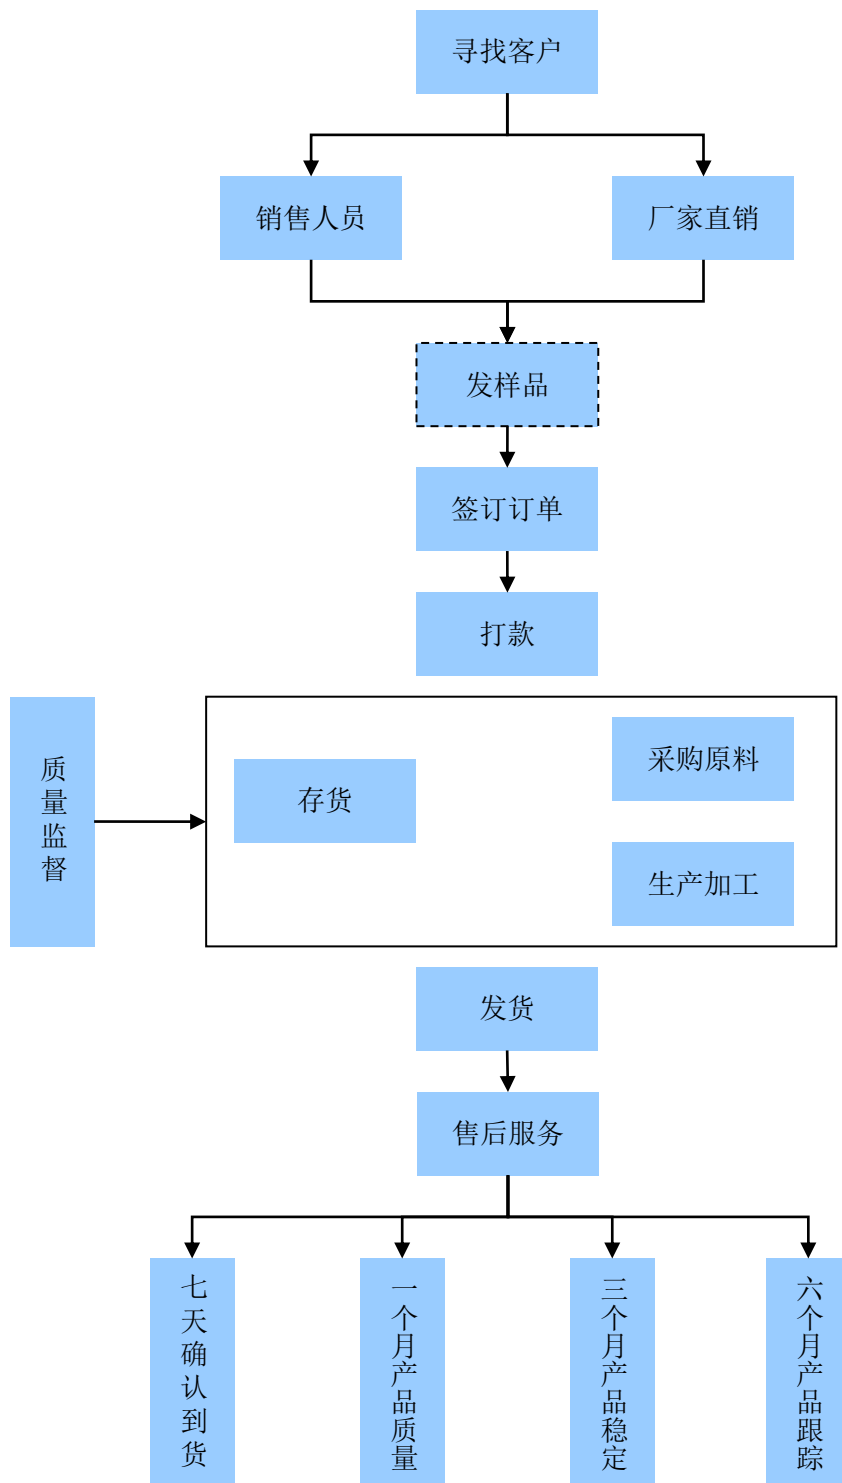 寻找客户
销售人员
厂家直销
发样品
签订订单
打款
质量监督
存货
采购原料
生产加工
发货
售后服务
七天确认到货
一个月产品质量
三个月产品稳定
六个月产品跟踪